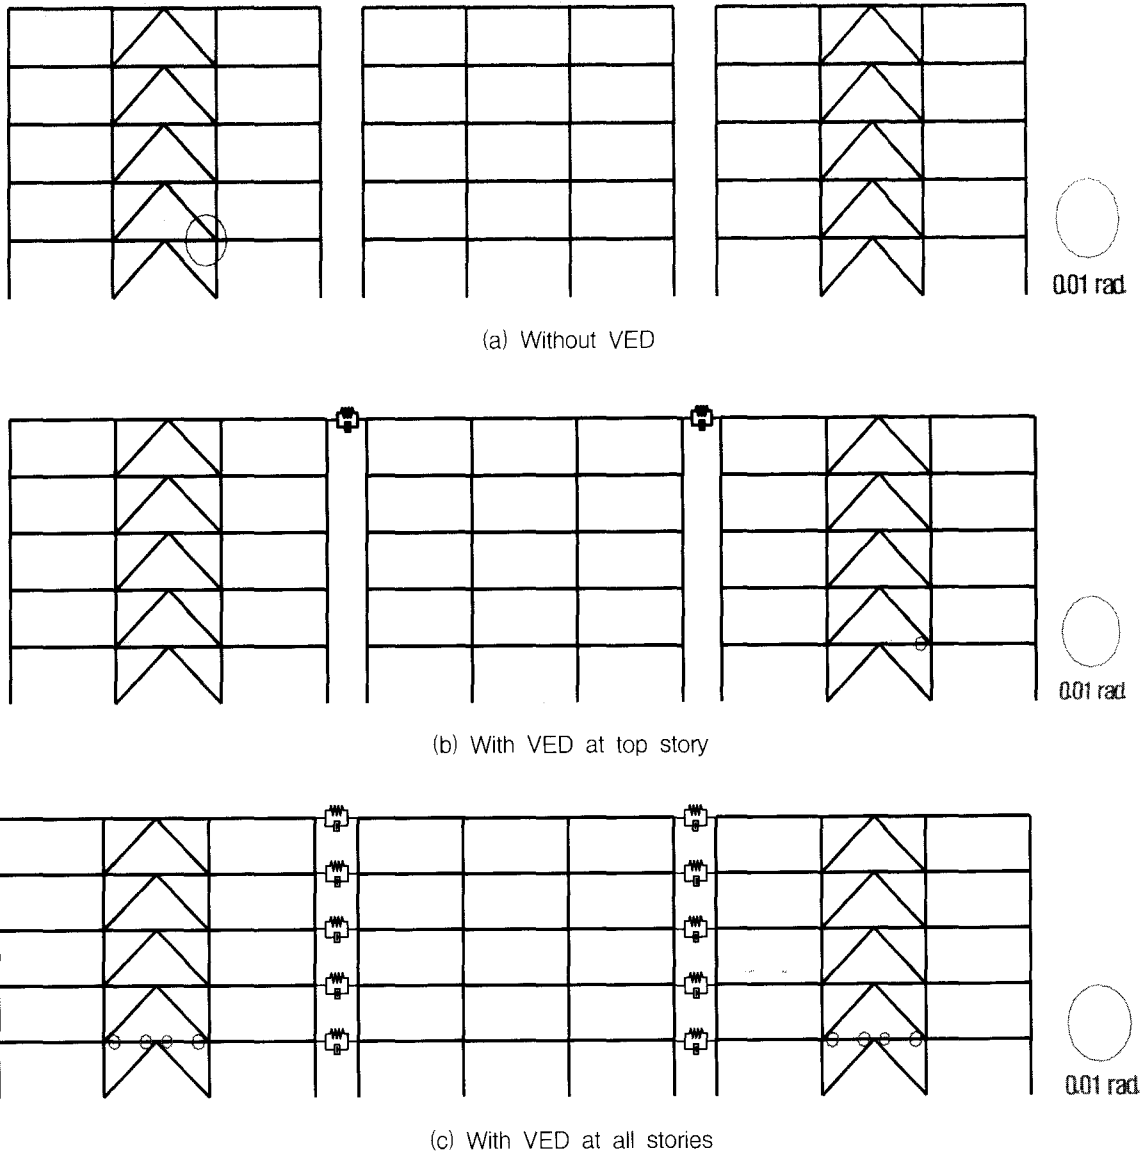 0.01 rad.
(a) Without VED
0.01 rad.
(b) With VED at top story
0.01 rad.
(c) With VED at all stories